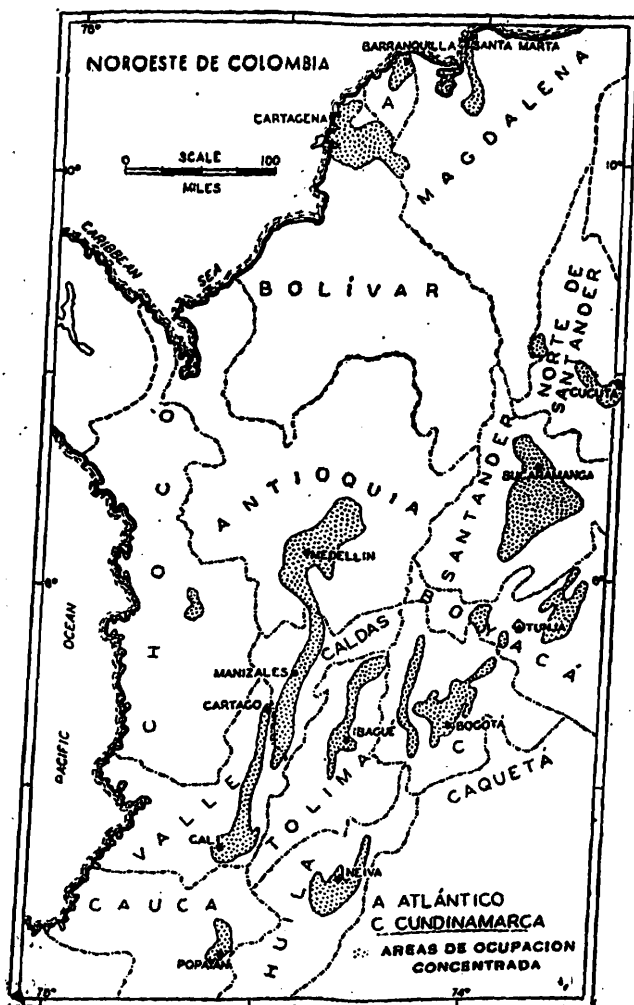 78°
NOROESTE DE COLOMBIA
BARRANQUILLA
SANTA MARTA
A
CARTAGENA
MAGDALENA
0 SCALE 100
MILES
10°
10°
CARIBBEAN
SEA
BOLÍVAR
NORTE DE
SANTANDER
CUCUTA
SANTANDER
BUCARAMANGA
ANTIOQUIA
MEDELLIN
CHOCÓ
OCEAN
PACIFIC
BOYACÁ
TUNJA
CALDAS
MANIZALES
CARTAGO
IBAGUÉ
BOGOTÁ
C
CAQUETÁ
VALLE
TOLIMA
CALI
HUILA
NEIVA
CAUCA
POPAYAN
A ATLÁNTICO
C CUNDINAMARCA
AREAS DE OCUPACION
CONCENTRADA
74°